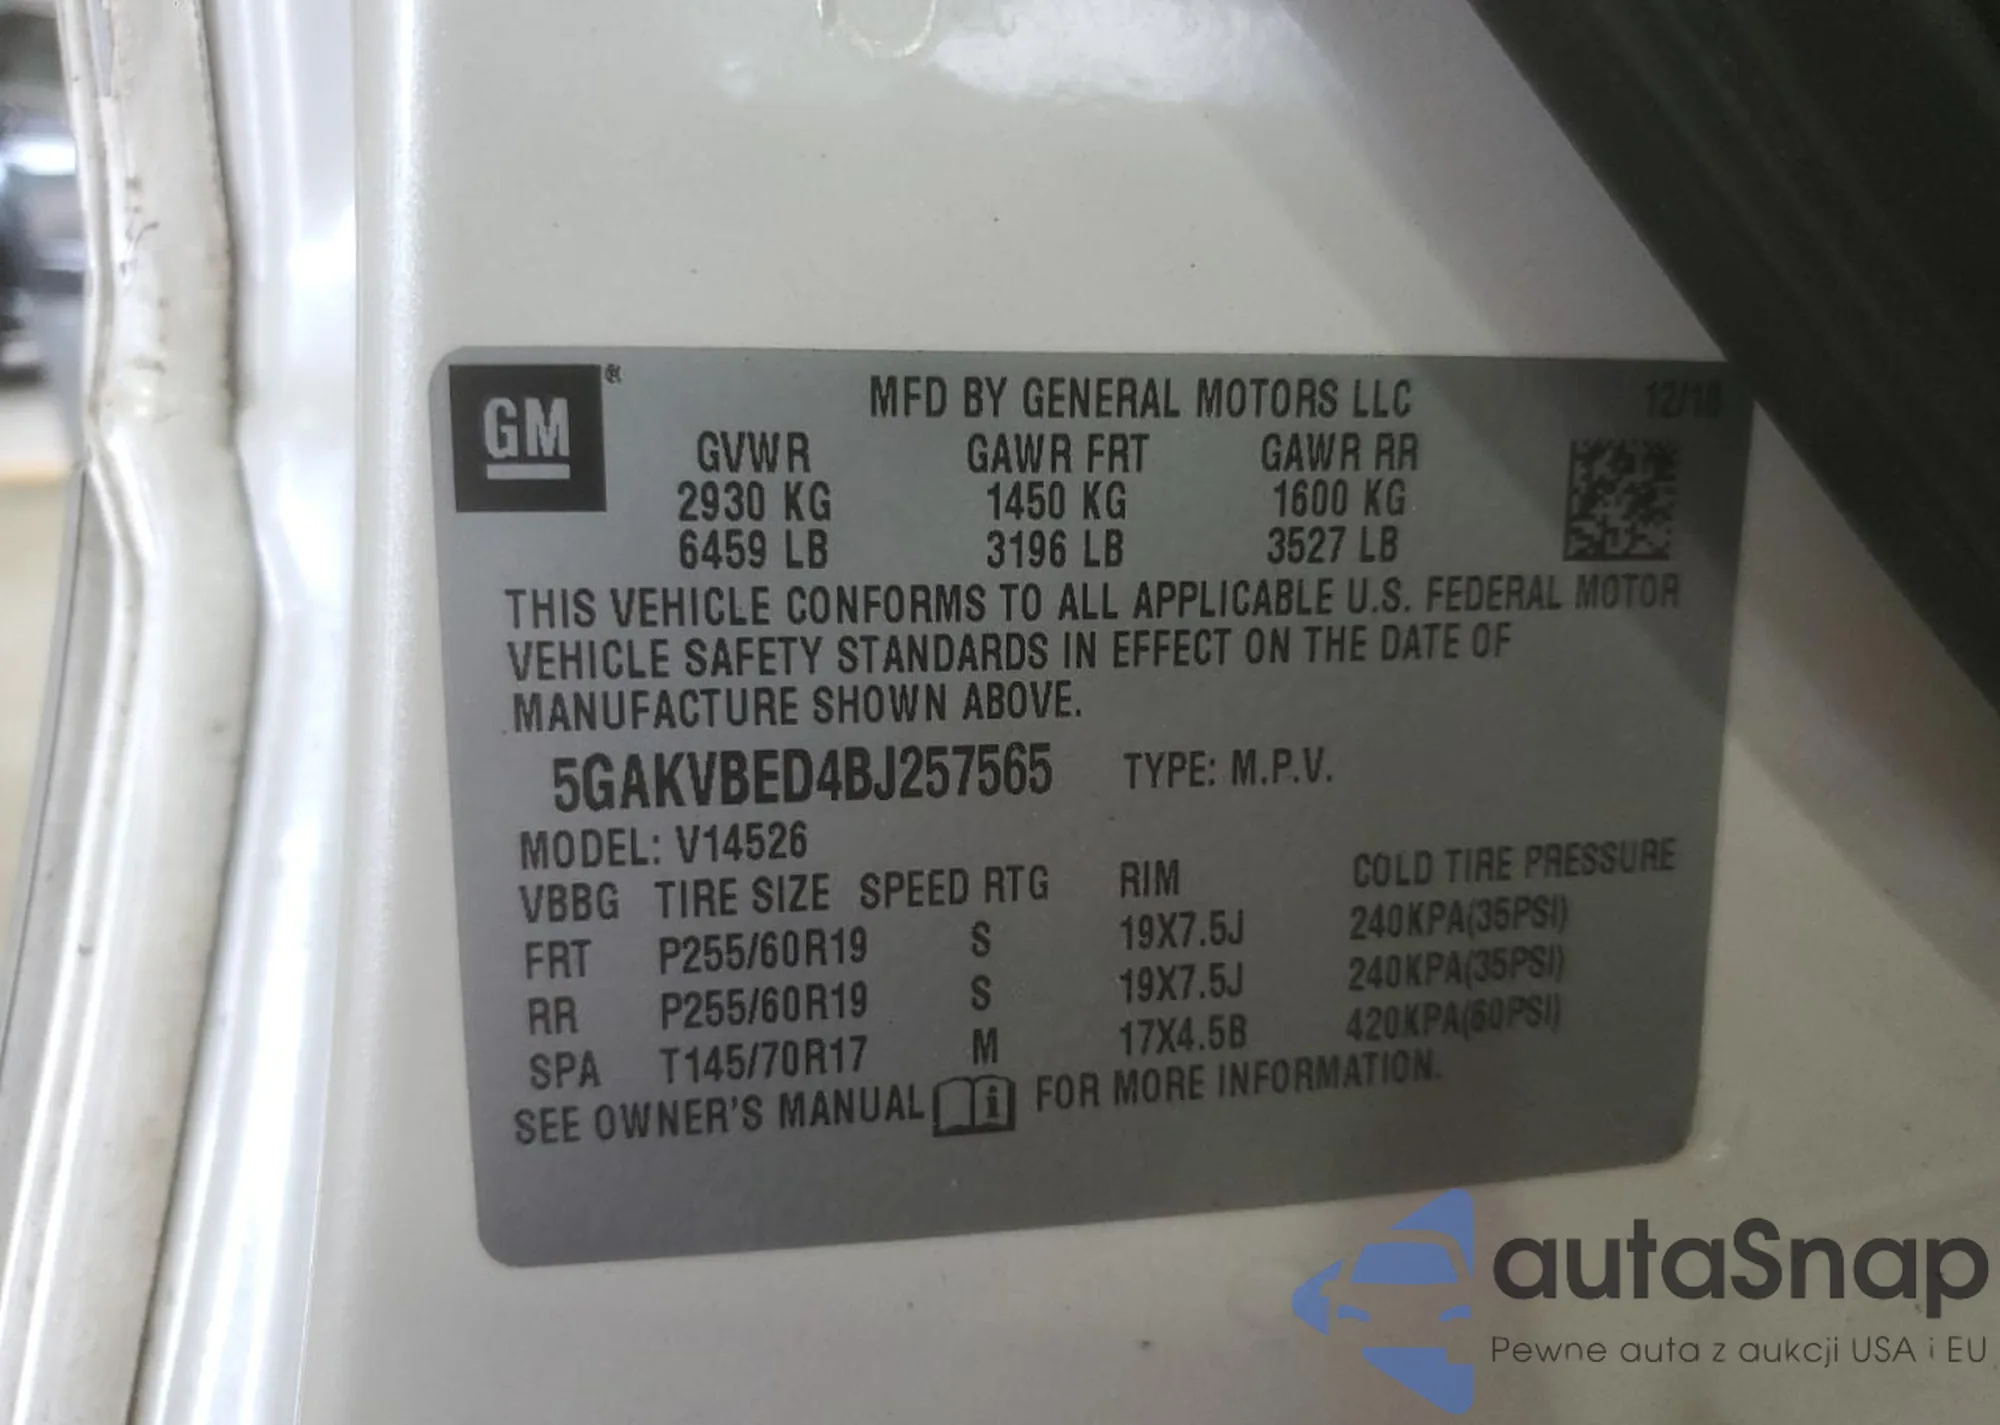 GM ®
MFD BY GENERAL MOTORS LLC 12/10
GVWR GAWR FRT GAWR RR
2930 KG 1450 KG 1600 KG
6459 LB 3196 LB 3527 LB
THIS VEHICLE CONFORMS TO ALL APPLICABLE U.S. FEDERAL MOTOR
VEHICLE SAFETY STANDARDS IN EFFECT ON THE DATE OF
MANUFACTURE SHOWN ABOVE.
5GAKVBED4BJ257565 TYPE: M.P.V.
MODEL: V14526
VBBG TIRE SIZE SPEED RTG RIM COLD TIRE PRESSURE
FRT P255/60R19 S 19X7.5J 240KPA(35PSI)
RR P255/60R19 S 19X7.5J 240KPA(35PSI)
SPA T145/70R17 M 17X4.5B 420KPA(60PSI)
SEE OWNER'S MANUAL i FOR MORE INFORMATION.
autaSnap
Pewne auta z aukcji USA i EU